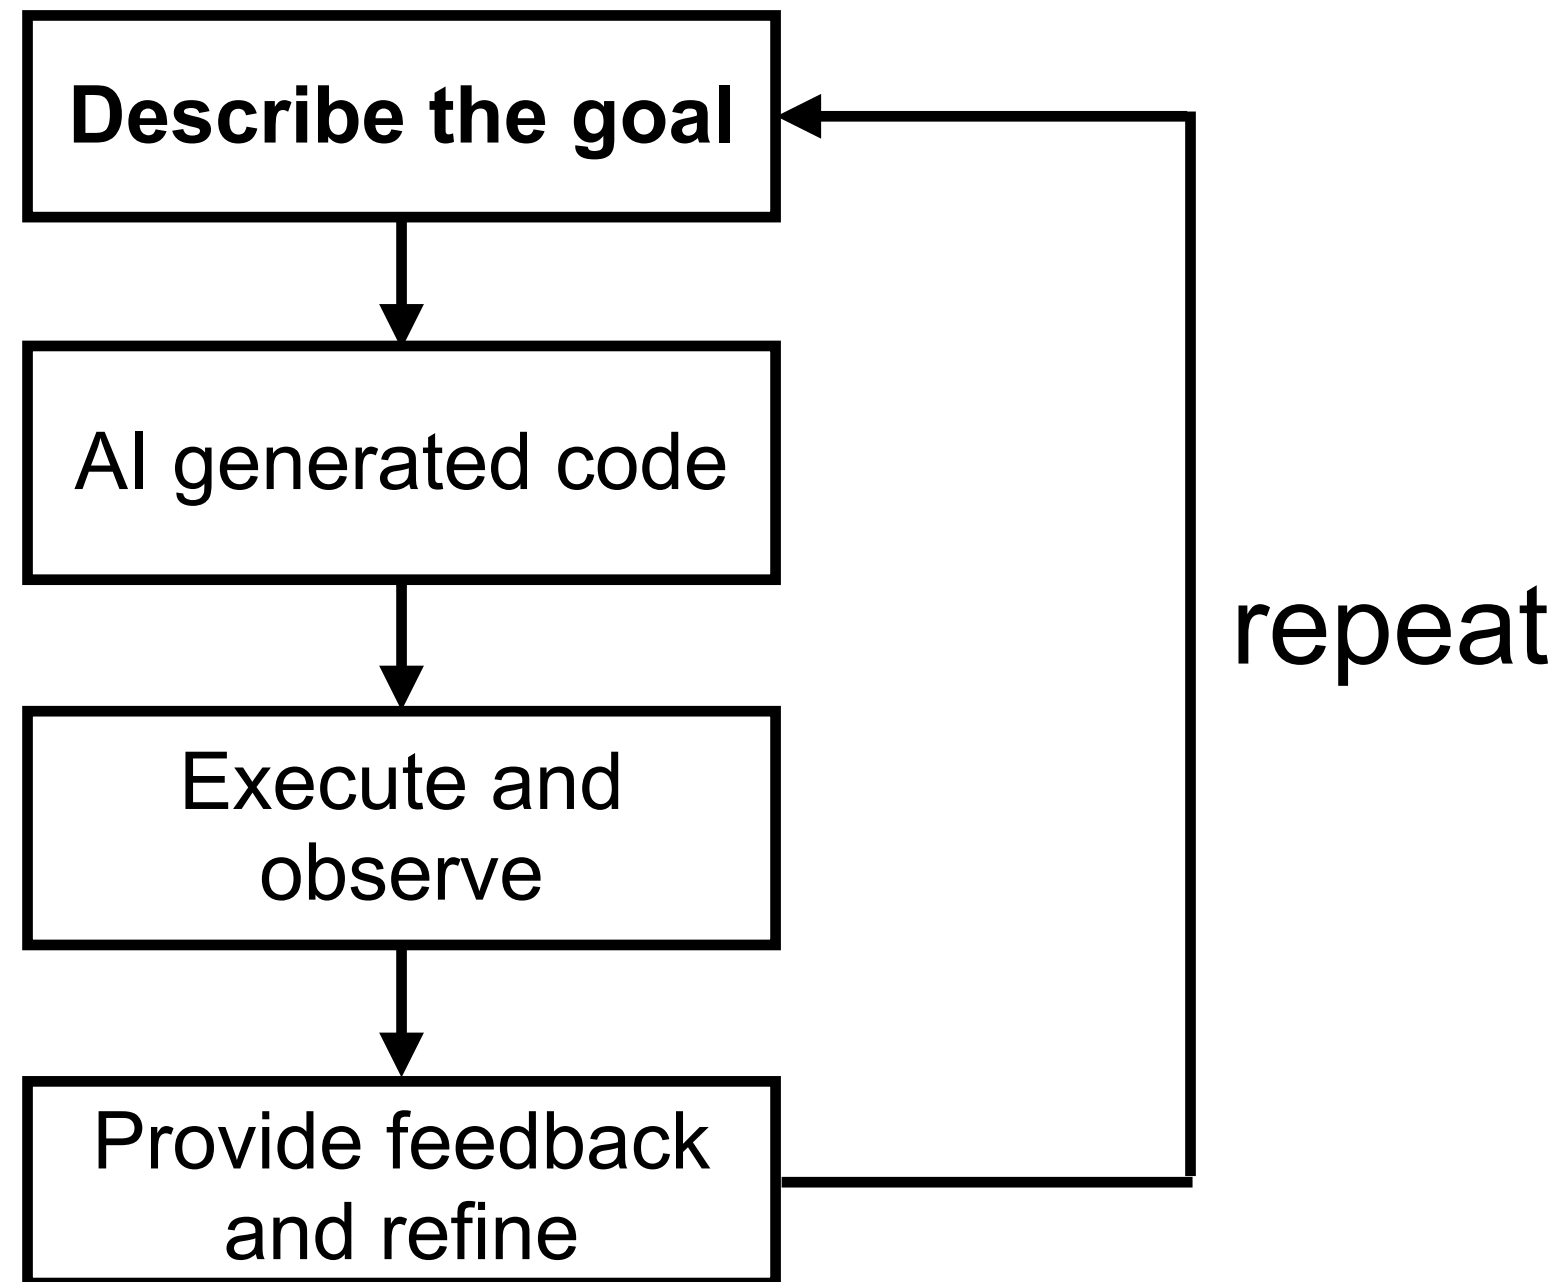 Describe the goal
AI generated code
Execute and
observe
Provide feedback
and refine
repeat